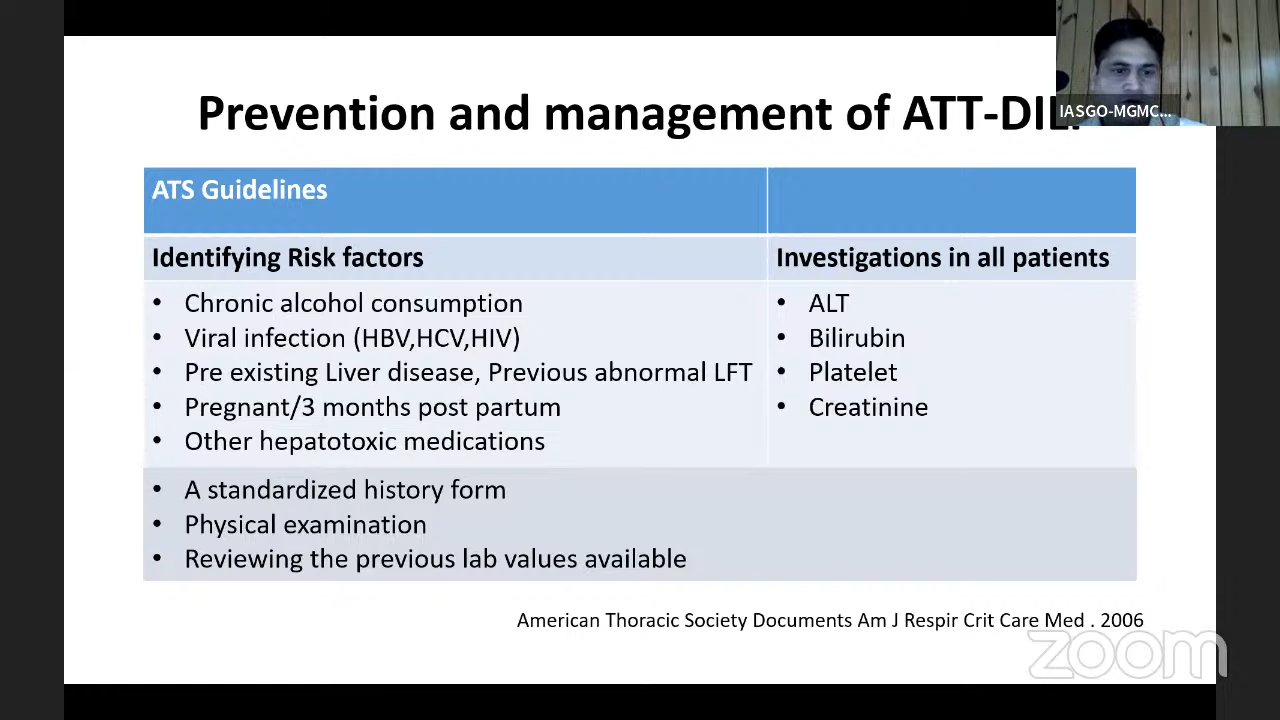 Prevention and management of ATT-DILI
IASGO-MGMC...
ATS Guidelines
Identifying Risk factors
Investigations in all patients
• Chronic alcohol consumption
• Viral infection (HBV,HCV,HIV)
• Pre existing Liver disease, Previous abnormal LFT
• Pregnant/3 months post partum
• Other hepatotoxic medications
• ALT
• Bilirubin
• Platelet
• Creatinine
• A standardized history form
• Physical examination
• Reviewing the previous lab values available
American Thoracic Society Documents Am J Respir Crit Care Med . 2006
zoom